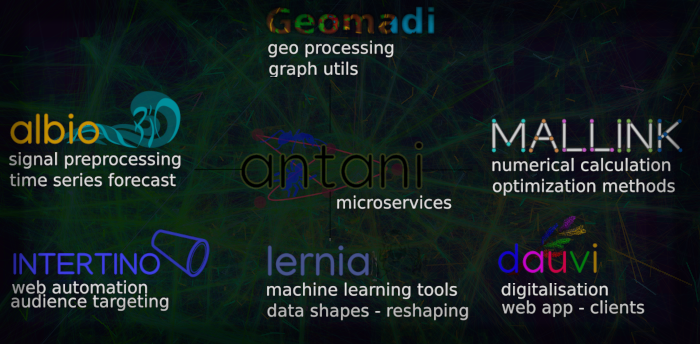 Geomadi
geo processing
graph utils
albio
signal preprocessing
time series forecast
MALLINK
numerical calculation
optimization methods
antani
microservices
INTERTINO
web automation
audience targeting
lernia
machine learning tools
data shapes - reshaping
dauvi
digitalisation
web app - clients